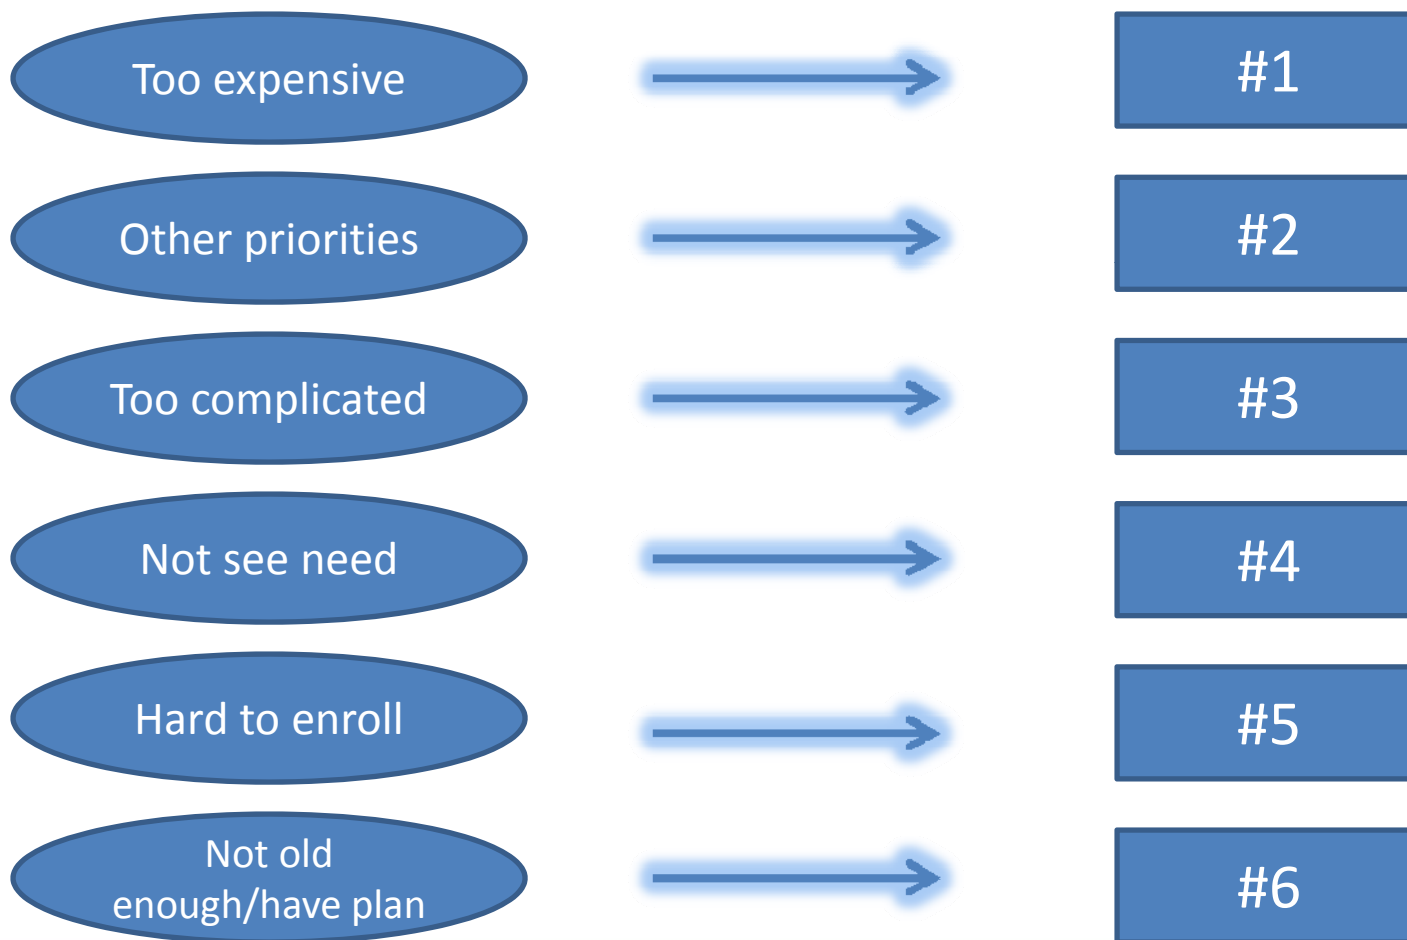 Too expensive
#1
Other priorities
#2
Too complicated
#3
Not see need
#4
Hard to enroll
#5
Not old
enough/have plan
#6